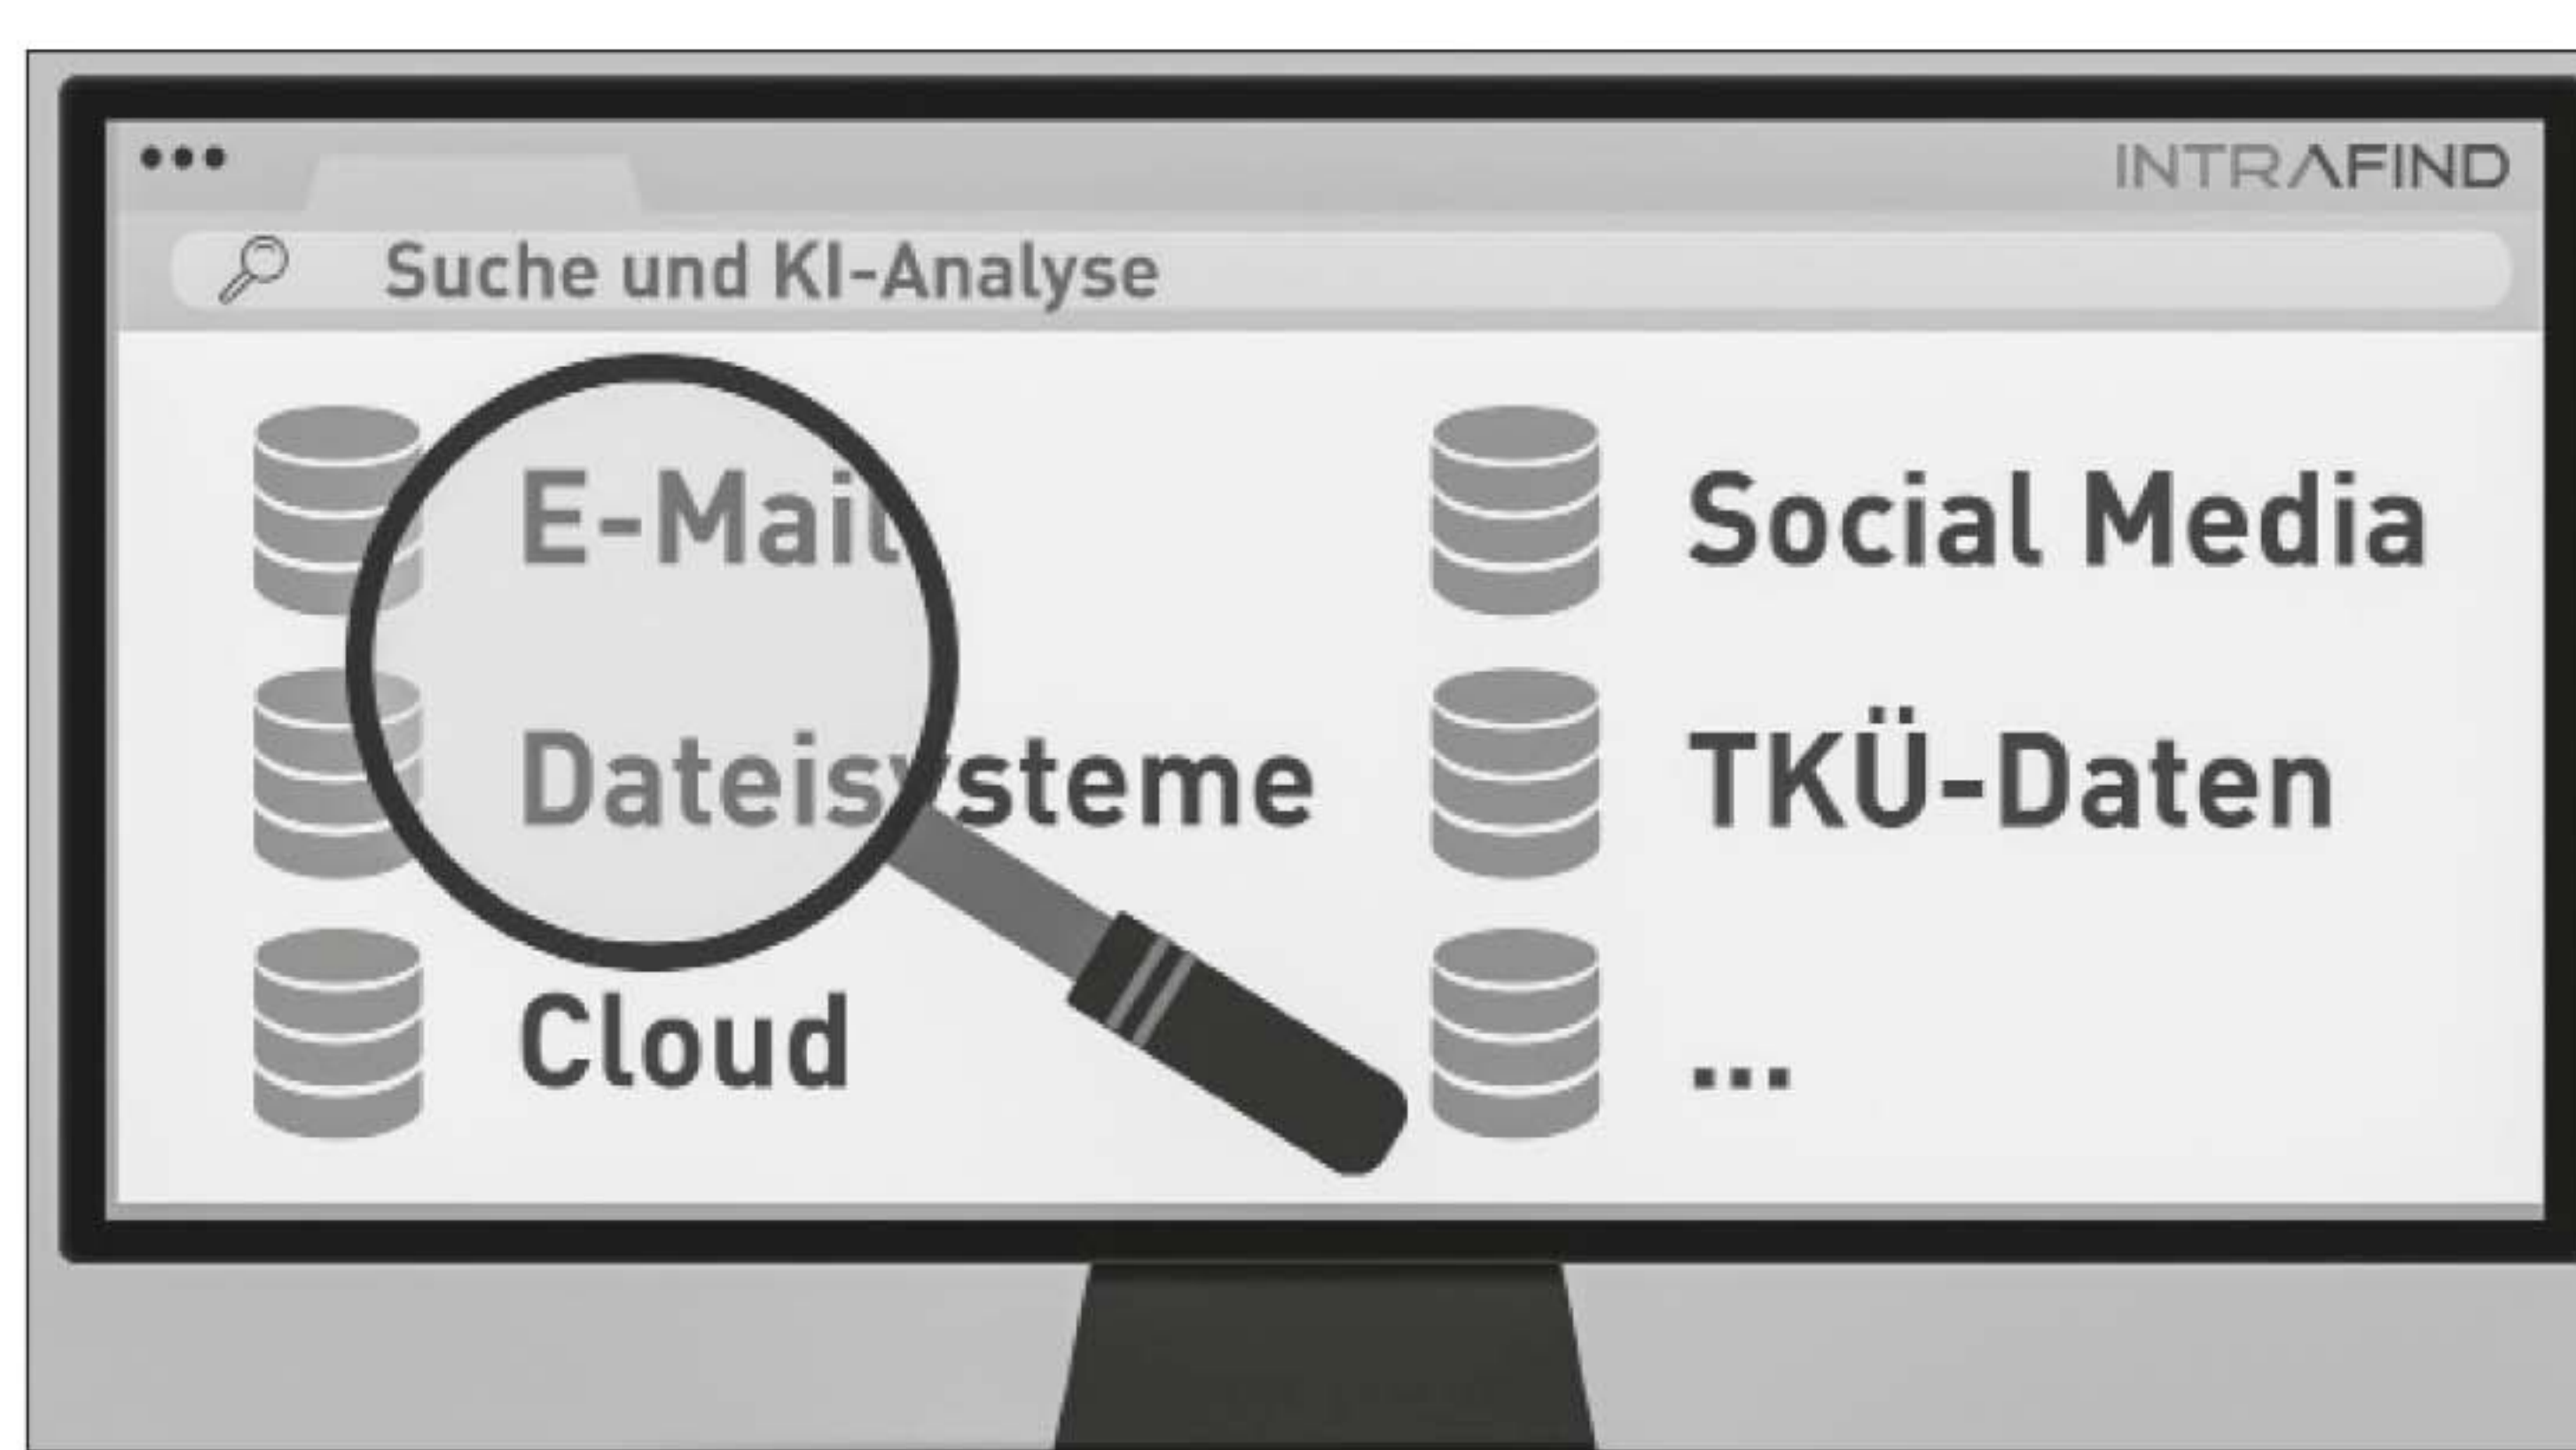 INTRAFIND
Suche und KI-Analyse
E-Mail
Dateisysteme
Cloud
Social Media
TKÜ-Daten
...